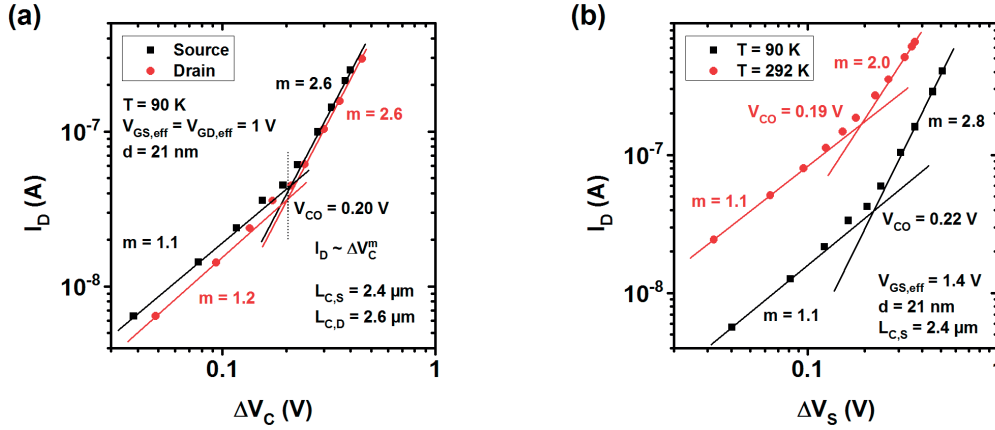 (a)
Source
Drain
T = 90 K
V_GS,eff = V_GD,eff = 1 V
d = 21 nm
m = 2.6
m = 2.6
V_CO = 0.20 V
m = 1.1
I_D ~ ΔV_C^m
m = 1.2
L_C,S = 2.4 µm
L_C,D = 2.6 µm
10^-7
10^-8
I_D (A)
0.1
1
ΔV_C (V)
(b)
T = 90 K
T = 292 K
m = 2.0
V_CO = 0.19 V
m = 2.8
m = 1.1
V_CO = 0.22 V
V_GS,eff = 1.4 V
d = 21 nm
L_C,S = 2.4 µm
m = 1.1
10^-7
10^-8
I_D (A)
0.1
1
ΔV_S (V)